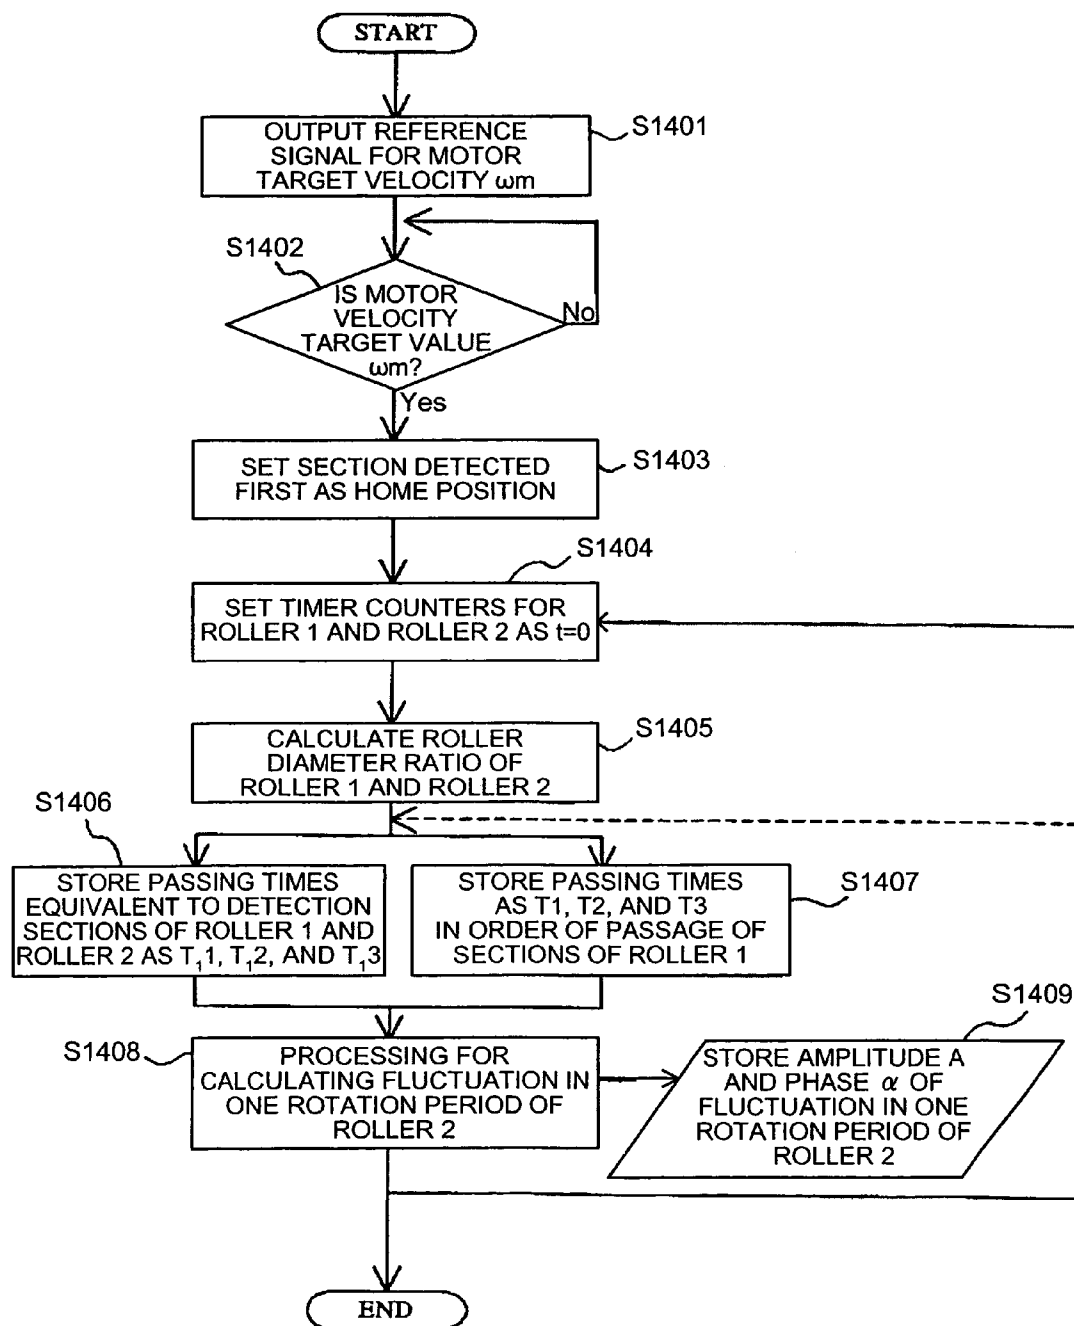 START
OUTPUT REFERENCE
SIGNAL FOR MOTOR
TARGET VELOCITY ωm
S1401
S1402
IS MOTOR
VELOCITY
TARGET VALUE
ωm?
No
Yes
SET SECTION DETECTED
FIRST AS HOME POSITION
S1403
S1404
SET TIMER COUNTERS FOR
ROLLER 1 AND ROLLER 2 AS t=0
S1405
CALCULATE ROLLER
DIAMETER RATIO OF
ROLLER 1 AND ROLLER 2
S1406
STORE PASSING TIMES
EQUIVALENT TO DETECTION
SECTIONS OF ROLLER 1 AND
ROLLER 2 AS T₁1, T₁2, AND T₁3
STORE PASSING TIMES
AS T1, T2, AND T3
IN ORDER OF PASSAGE OF
SECTIONS OF ROLLER 1
S1407
S1408
PROCESSING FOR
CALCULATING FLUCTUATION IN
ONE ROTATION PERIOD OF
ROLLER 2
S1409
STORE AMPLITUDE A
AND PHASE α OF
FLUCTUATION IN ONE
ROTATION PERIOD OF
ROLLER 2
END